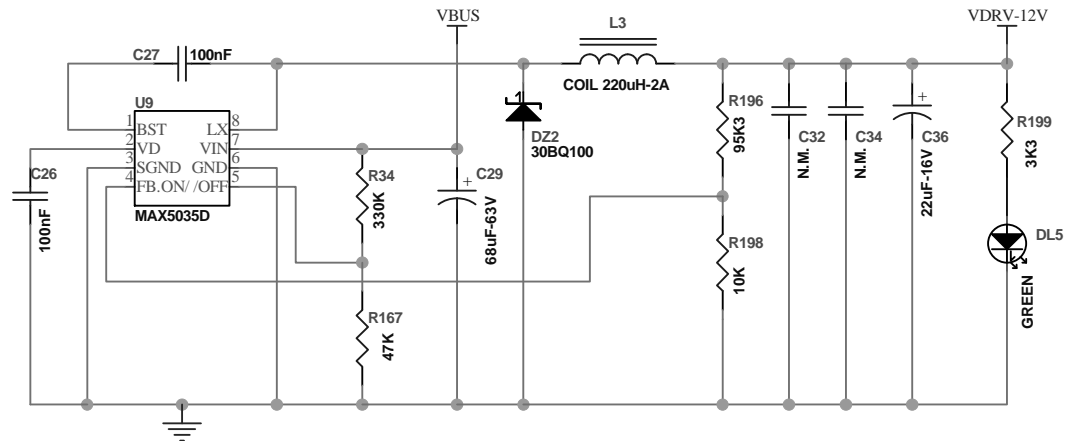 VBUS
VDRV-12V
L3
C27
100nF
COIL 220uH-2A
U9
1
BST
LX
8
2
VD
VIN
7
3
SGND
GND
6
4
FB.ON/ /OFF
5
MAX5035D
C26
100nF
R34
330K
C29
+
68uF-63V
1
DZ2
30BQ100
R196
95K3
C32
N.M.
C34
N.M.
+
C36
22uF-16V
R199
3K3
R198
10K
DL5
GREEN
R167
47K